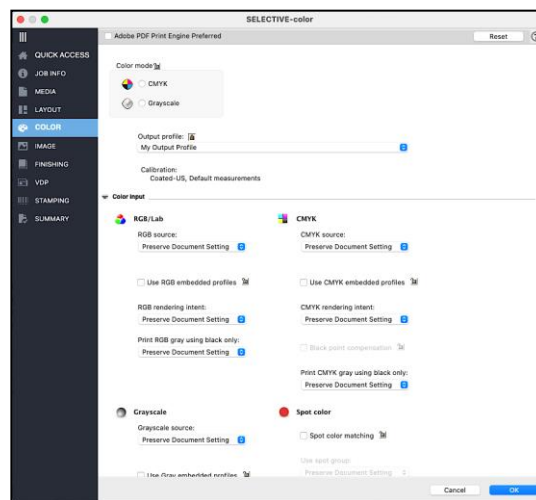 SELECTIVE-color
Adobe PDF Print Engine Preferred
Reset
QUICK ACCESS
JOB INFO
MEDIA
LAYOUT
COLOR
IMAGE
FINISHING
VDP
STAMPING
SUMMARY
Color mode
CMYK
Grayscale
Output profile:
My Output Profile
Calibration:
Coated-US, Default measurements
Color input
RGB/Lab
RGB source:
Preserve Document Setting
Use RGB embedded profiles
RGB rendering intent:
Preserve Document Setting
Print RGB gray using black only:
Preserve Document Setting
CMYK
CMYK source:
Preserve Document Setting
Use CMYK embedded profiles
CMYK rendering intent:
Preserve Document Setting
Black point compensation
Print CMYK gray using black only:
Preserve Document Setting
Grayscale
Grayscale source:
Preserve Document Setting
Use Gray embedded profiles
Spot color
Spot color matching
Use spot group:
Preserve Document Setting
Cancel
OK